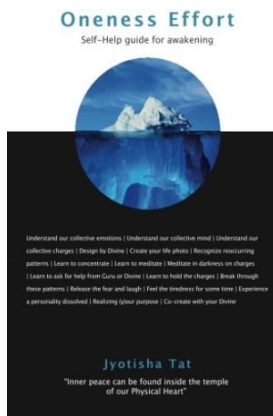 Oneness Effort
Self-Help guide for awakening
Understand our collective emotions | Understand our collective mind | Understand our
collective charges | Design by Divine | Create your life photo | Recognize reoccurring
patterns | Learn to concentrate | Learn to meditate | Meditate in darkness on charges
| Learn to ask for help from Guru or Divine | Learn to hold the charges | Break through
these patterns | Release the fear and laugh | Feel the tiredness for some time | Experience
a personality dissolved | Realizing (y)our purpose | Co-create with your Divine
Jyotisha Tat
"Inner peace can be found inside the temple
of our Physical Heart"